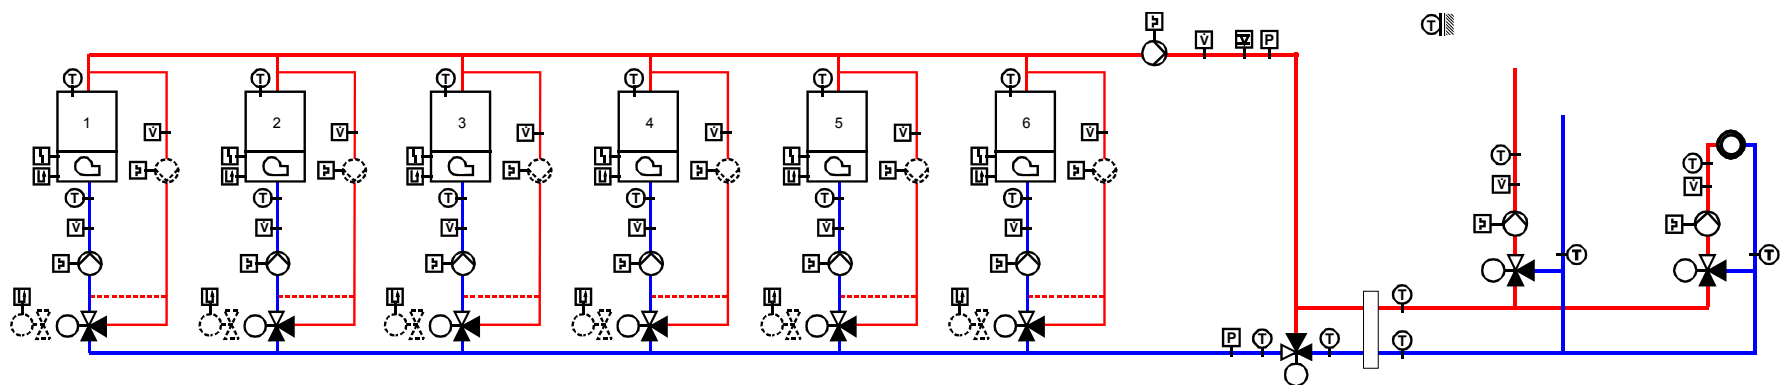 P
T
V̇
P
T T T T T T
1 2 3 4 5 6
V̇ V̇ V̇ V̇ V̇ V̇
T T
V̇ V̇
T T T T T T
V̇ V̇ V̇ V̇ V̇ V̇
T T
T
P T T T